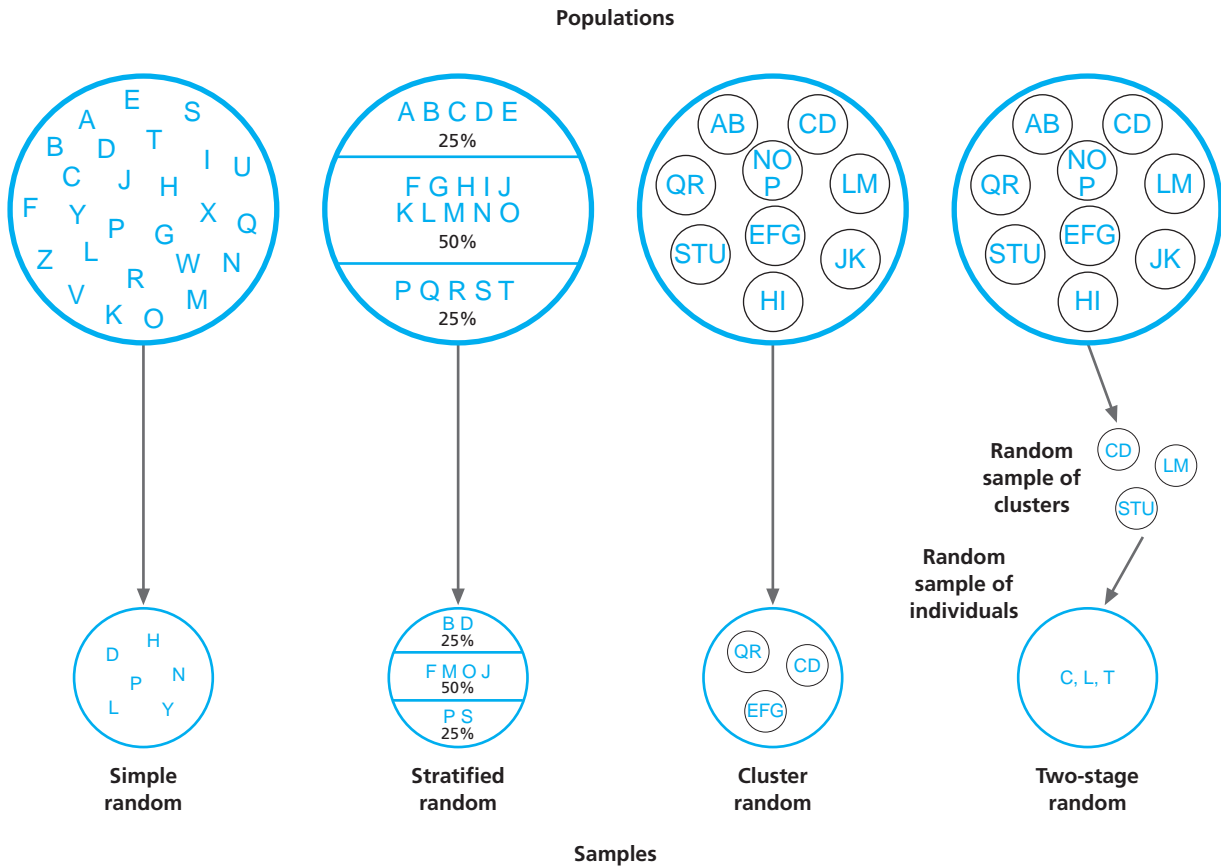 Populations
E
S
A
T
B
D
I
U
C
J
H
F
Y
X
Q
P
G
L
Z
W
N
R
V
M
K
O
A B C D E
25%
F G H I J
K L M N O
50%
P Q R S T
25%
AB
CD
NO
P
QR
LM
EFG
STU
JK
HI
AB
CD
NO
P
QR
LM
EFG
STU
JK
HI
Random
sample of
clusters
CD
LM
STU
Random
sample of
individuals
H
D
N
P
L
Y
B D
25%
F M O J
50%
P S
25%
QR
CD
EFG
C, L, T
Simple
random
Stratified
random
Cluster
random
Two-stage
random
Samples